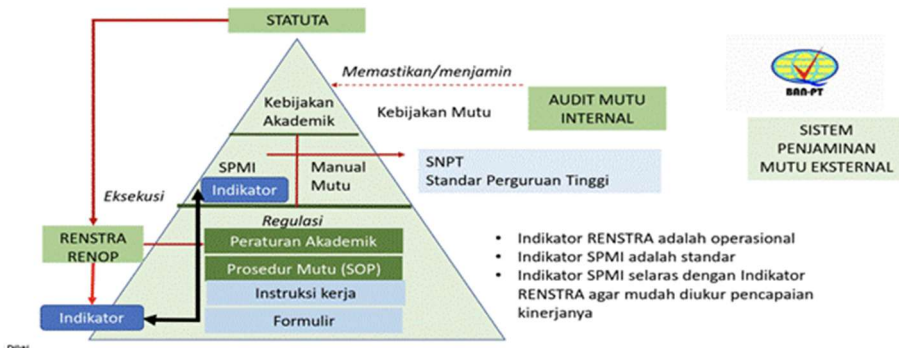 STATUTA
Memastikan/menjamin
BAN-PT
Kebijakan
Akademik
Kebijakan Mutu
AUDIT MUTU
INTERNAL
SISTEM
PENJAMINAN
MUTU EKSTERNAL
SPMI
Indikator
Manual
Mutu
SNPT
Standar Perguruan Tinggi
Eksekusi
Regulasi
RENSTRA
RENOP
Peraturan Akademik
Prosedur Mutu (SOP)
Instruksi kerja
Formulir
Indikator
• Indikator RENSTRA adalah operasional
• Indikator SPMI adalah standar
• Indikator SPMI selaras dengan Indikator
RENSTRA agar mudah diukur pencapaian
kinerjanya